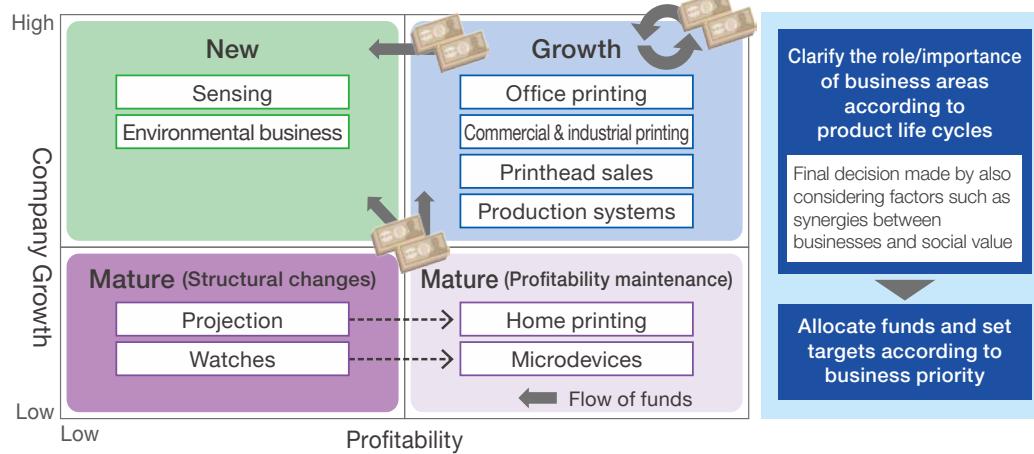 High
New
Growth
Sensing
Environmental business
Office printing
Commercial & industrial printing
Printhead sales
Production systems
Company Growth
Mature (Structural changes)
Mature (Profitability maintenance)
Projection
Watches
Home printing
Microdevices
Flow of funds
Low
Low
Profitability
Clarify the role/importance
of business areas
according to
product life cycles
Final decision made by also
considering factors such as
synergies between
businesses and social value
Allocate funds and set
targets according to
business priority